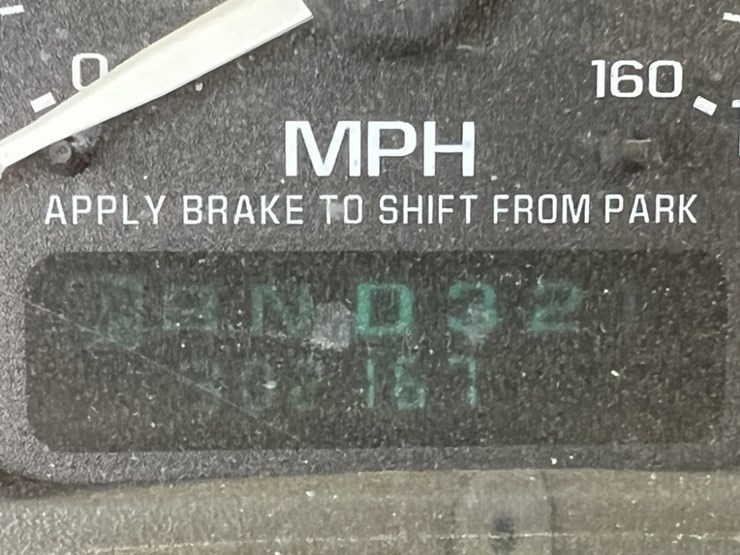 0 160
MPH
APPLY BRAKE TO SHIFT FROM PARK
R N D 3 2 1